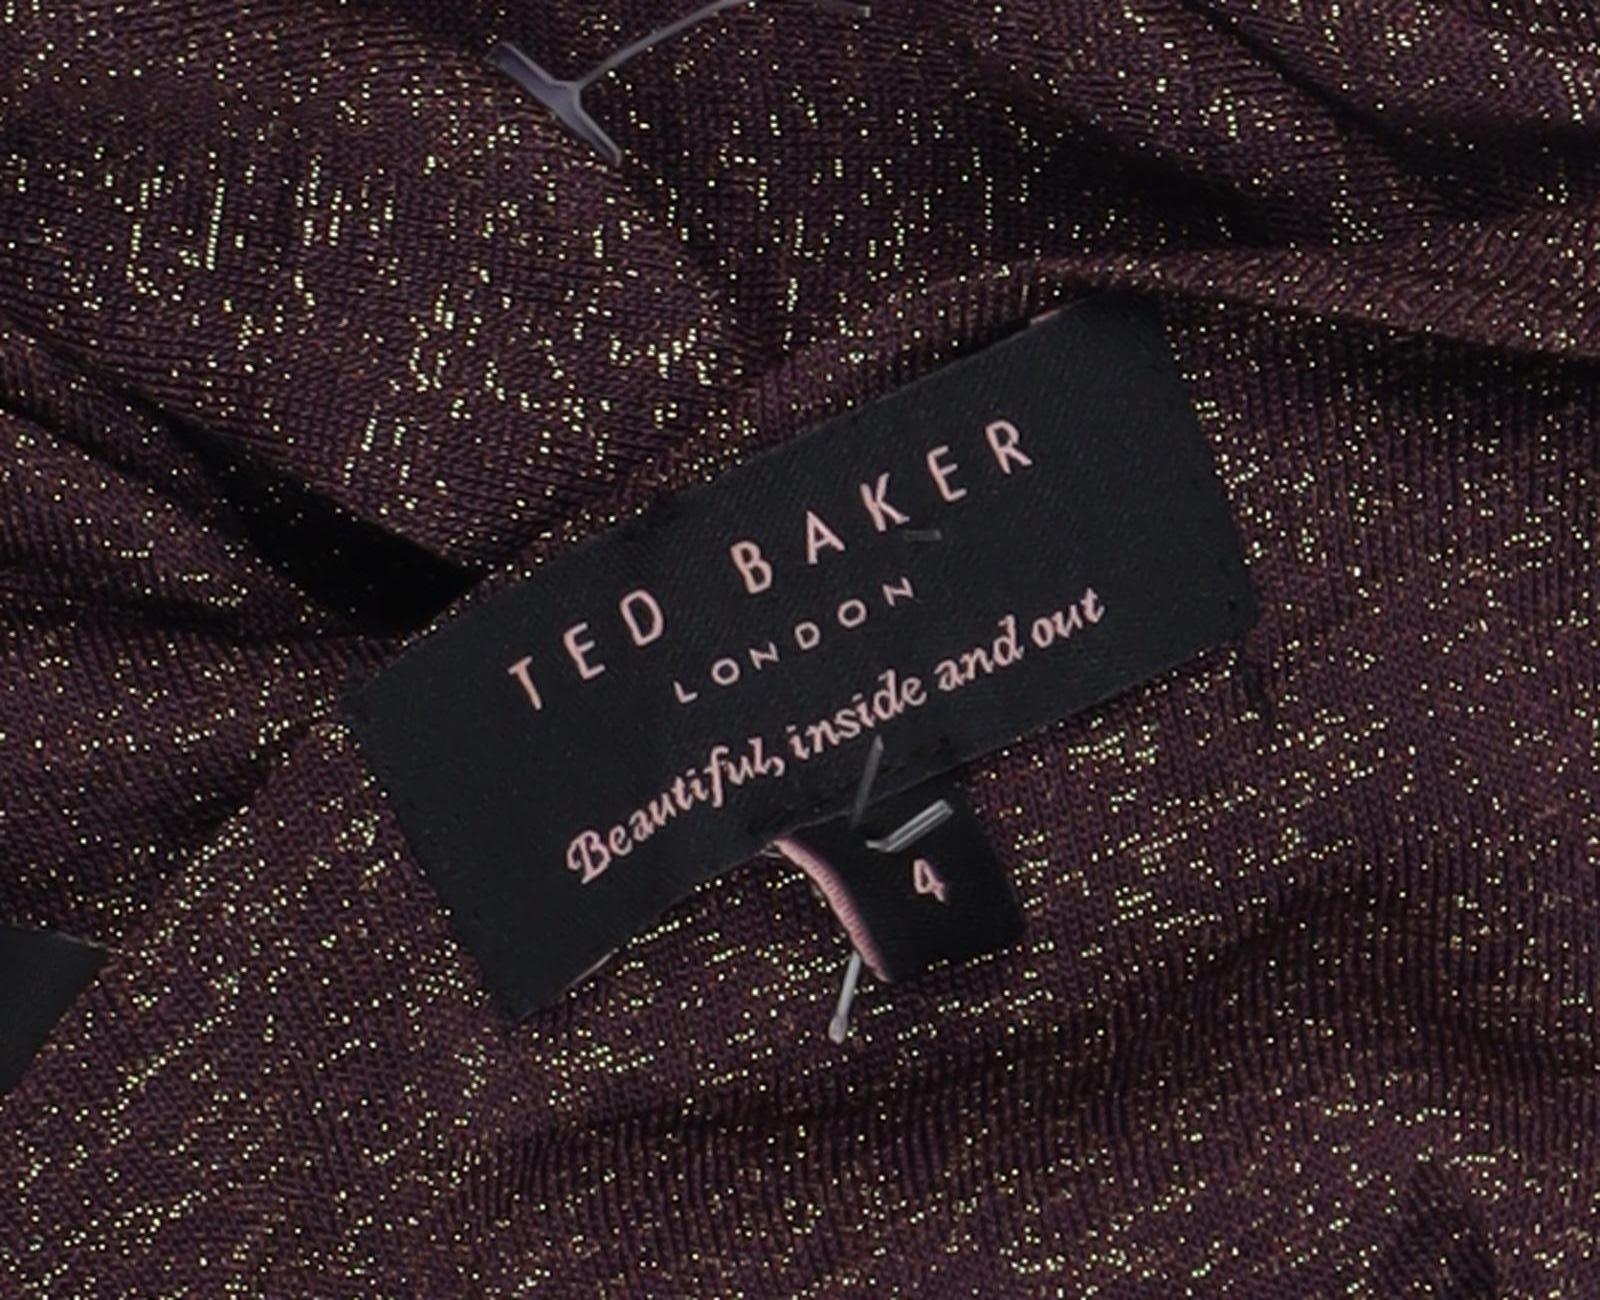 TED BAKER
LONDON
Beautiful, inside and out
4